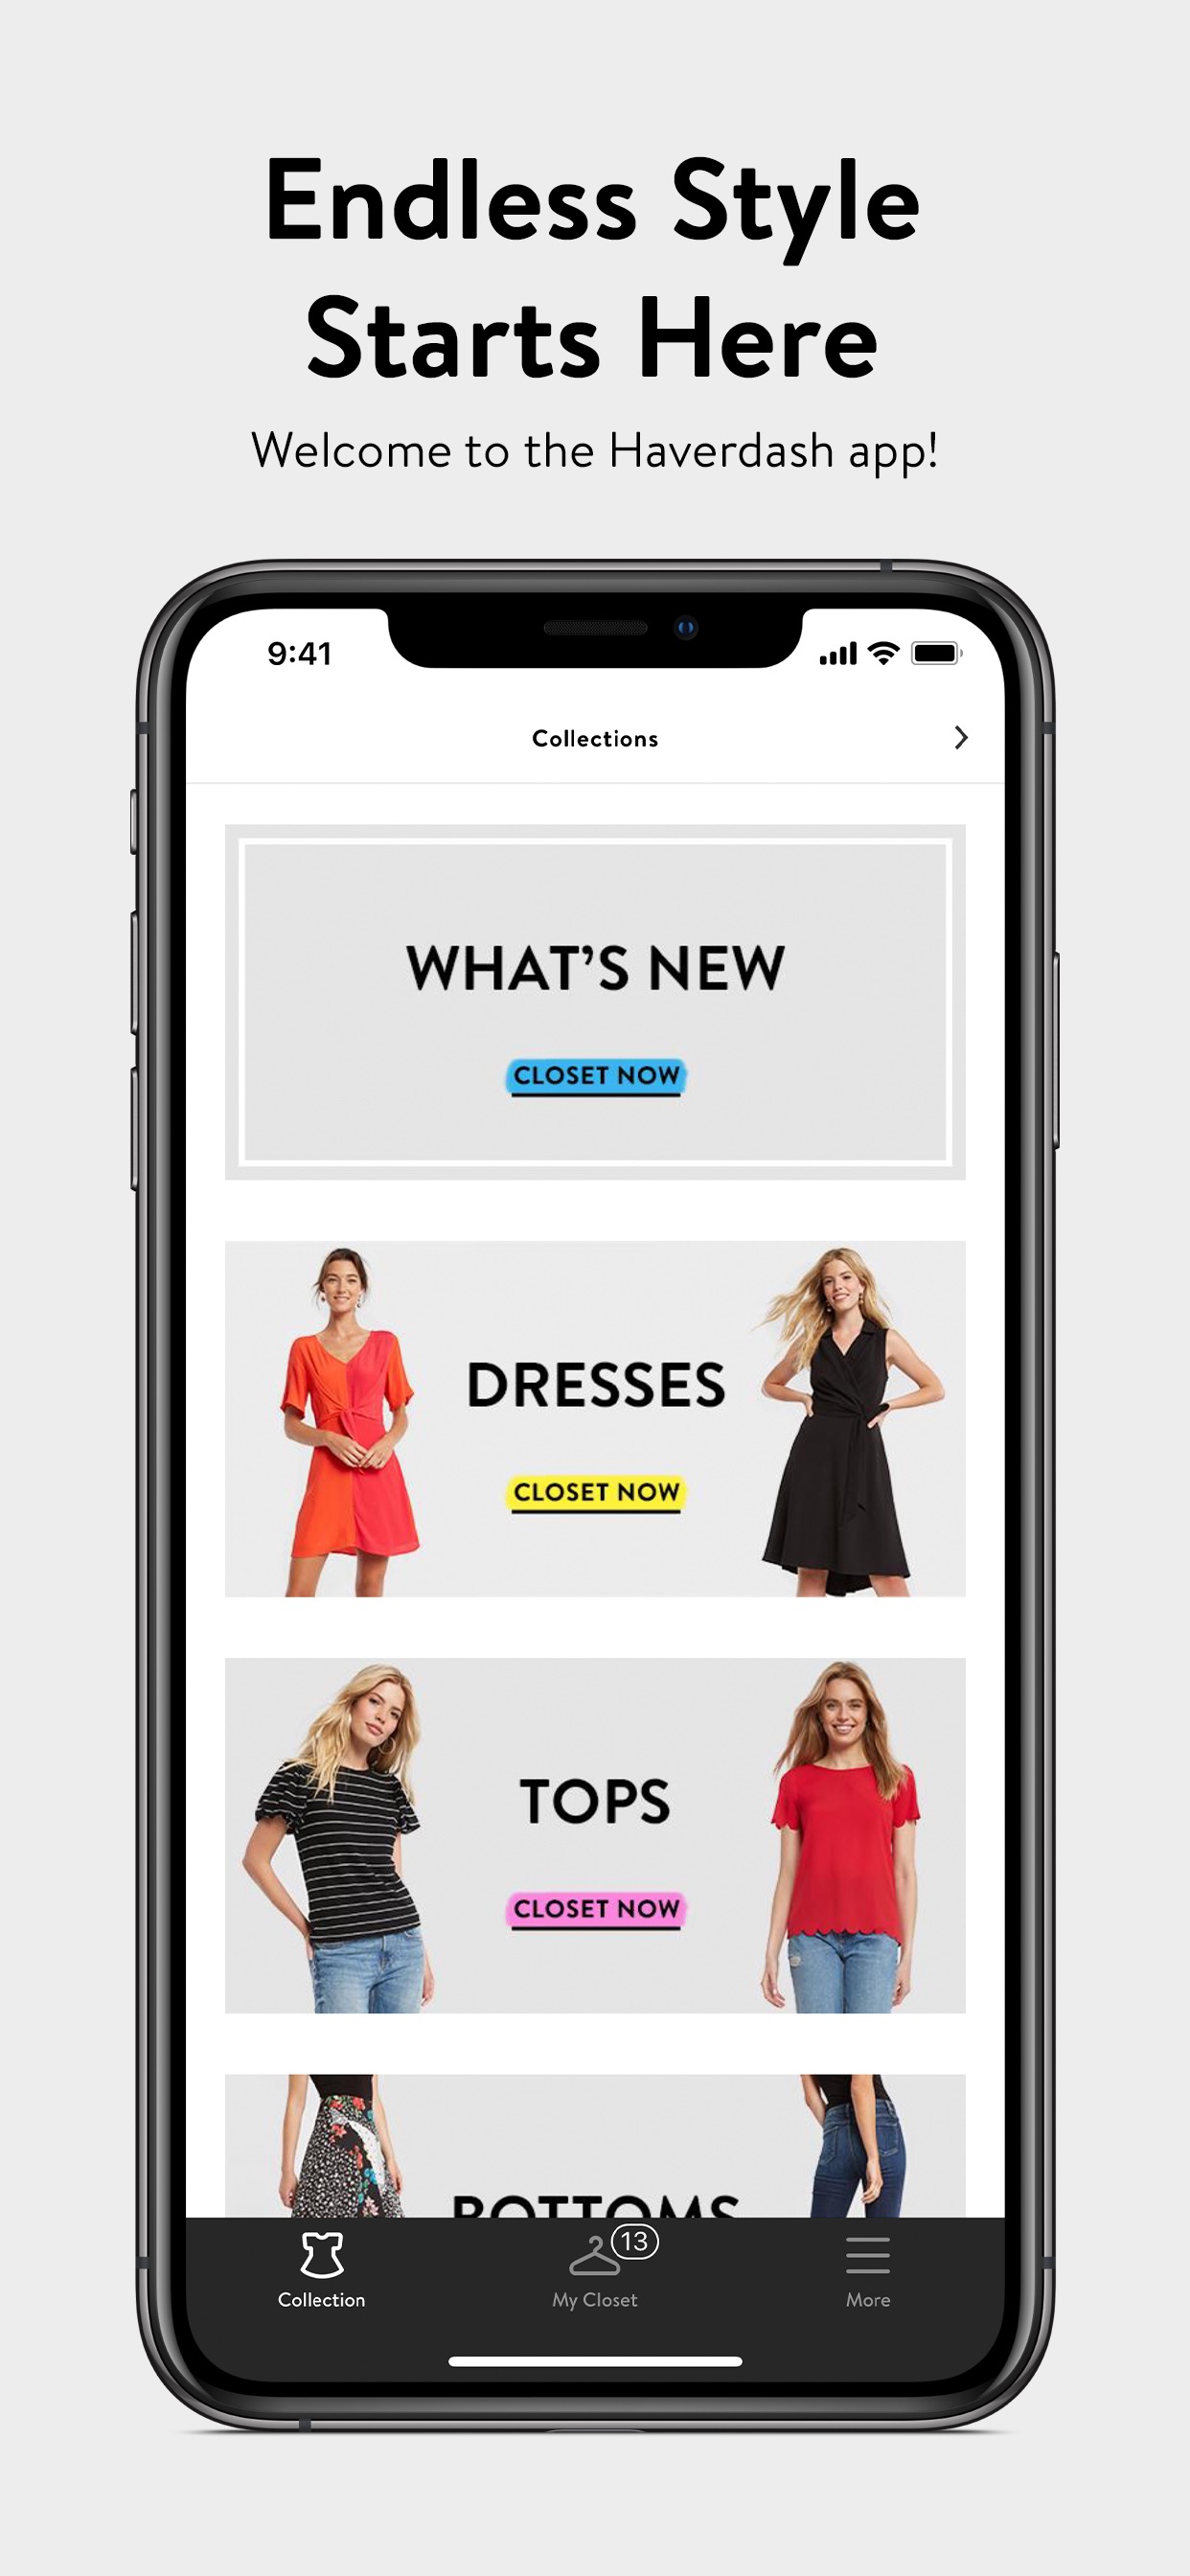 Endless Style
Starts Here
Welcome to the Haverdash app!
9:41
Collections
WHAT'S NEW
CLOSET NOW
DRESSES
CLOSET NOW
TOPS
CLOSET NOW
BOTTOMS
13
Collection
My Closet
More